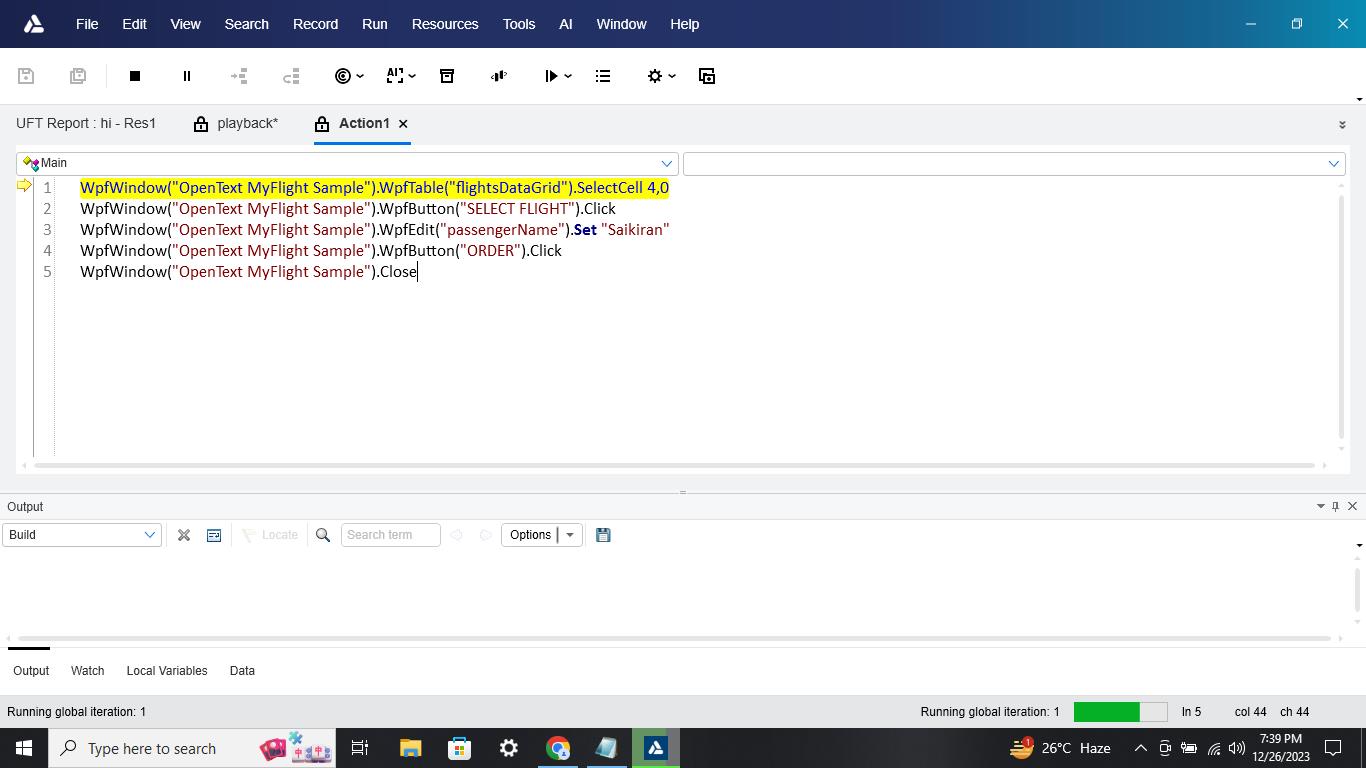 File Edit View Search Record Run Resources Tools AI Window Help
UFT Report : hi - Res1 playback* Action1
Main
1 WpfWindow("OpenText MyFlight Sample").WpfTable("flightsDataGrid").SelectCell 4,0
2 WpfWindow("OpenText MyFlight Sample").WpfButton("SELECT FLIGHT").Click
3 WpfWindow("OpenText MyFlight Sample").WpfEdit("passengerName").Set "Saikiran"
4 WpfWindow("OpenText MyFlight Sample").WpfButton("ORDER").Click
5 WpfWindow("OpenText MyFlight Sample").Close
Output
Build Locate Search term Options
Output Watch Local Variables Data
Running global iteration: 1 Running global iteration: 1 ln 5 col 44 ch 44
Type here to search 1 26°C Haze 7:39 PM
12/26/2023